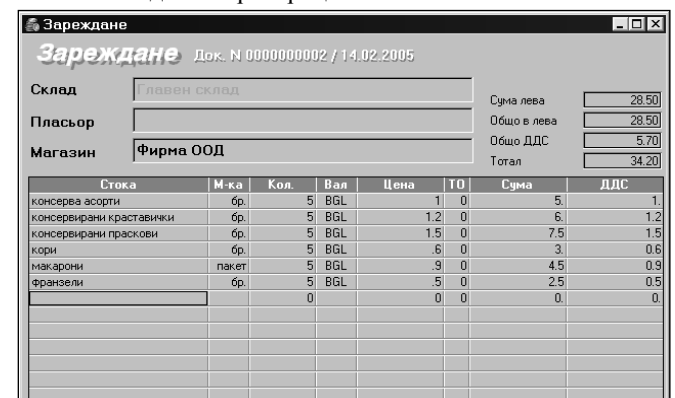 Зареждане
Зареждане Док. N 0000000002 / 14.02.2005
Склад Главен склад
Пласьор
Магазин Фирма ООД
Сума лева 28.50
Общо в лева 28.50
Общо ДДС 5.70
Тотал 34.20
Стока М-ка Кол. Вал Цена ТО Сума ДДС
консерва асорти бр. 5 BGL 1 0 5. 1.
консервирани краставички бр. 5 BGL 1.2 0 6. 1.2
консервирани праскови бр. 5 BGL 1.5 0 7.5 1.5
кори бр. 5 BGL .6 0 3. 0.6
макарони пакет 5 BGL .9 0 4.5 0.9
франзели бр. 5 BGL .5 0 2.5 0.5
0 0 0 0. 0.